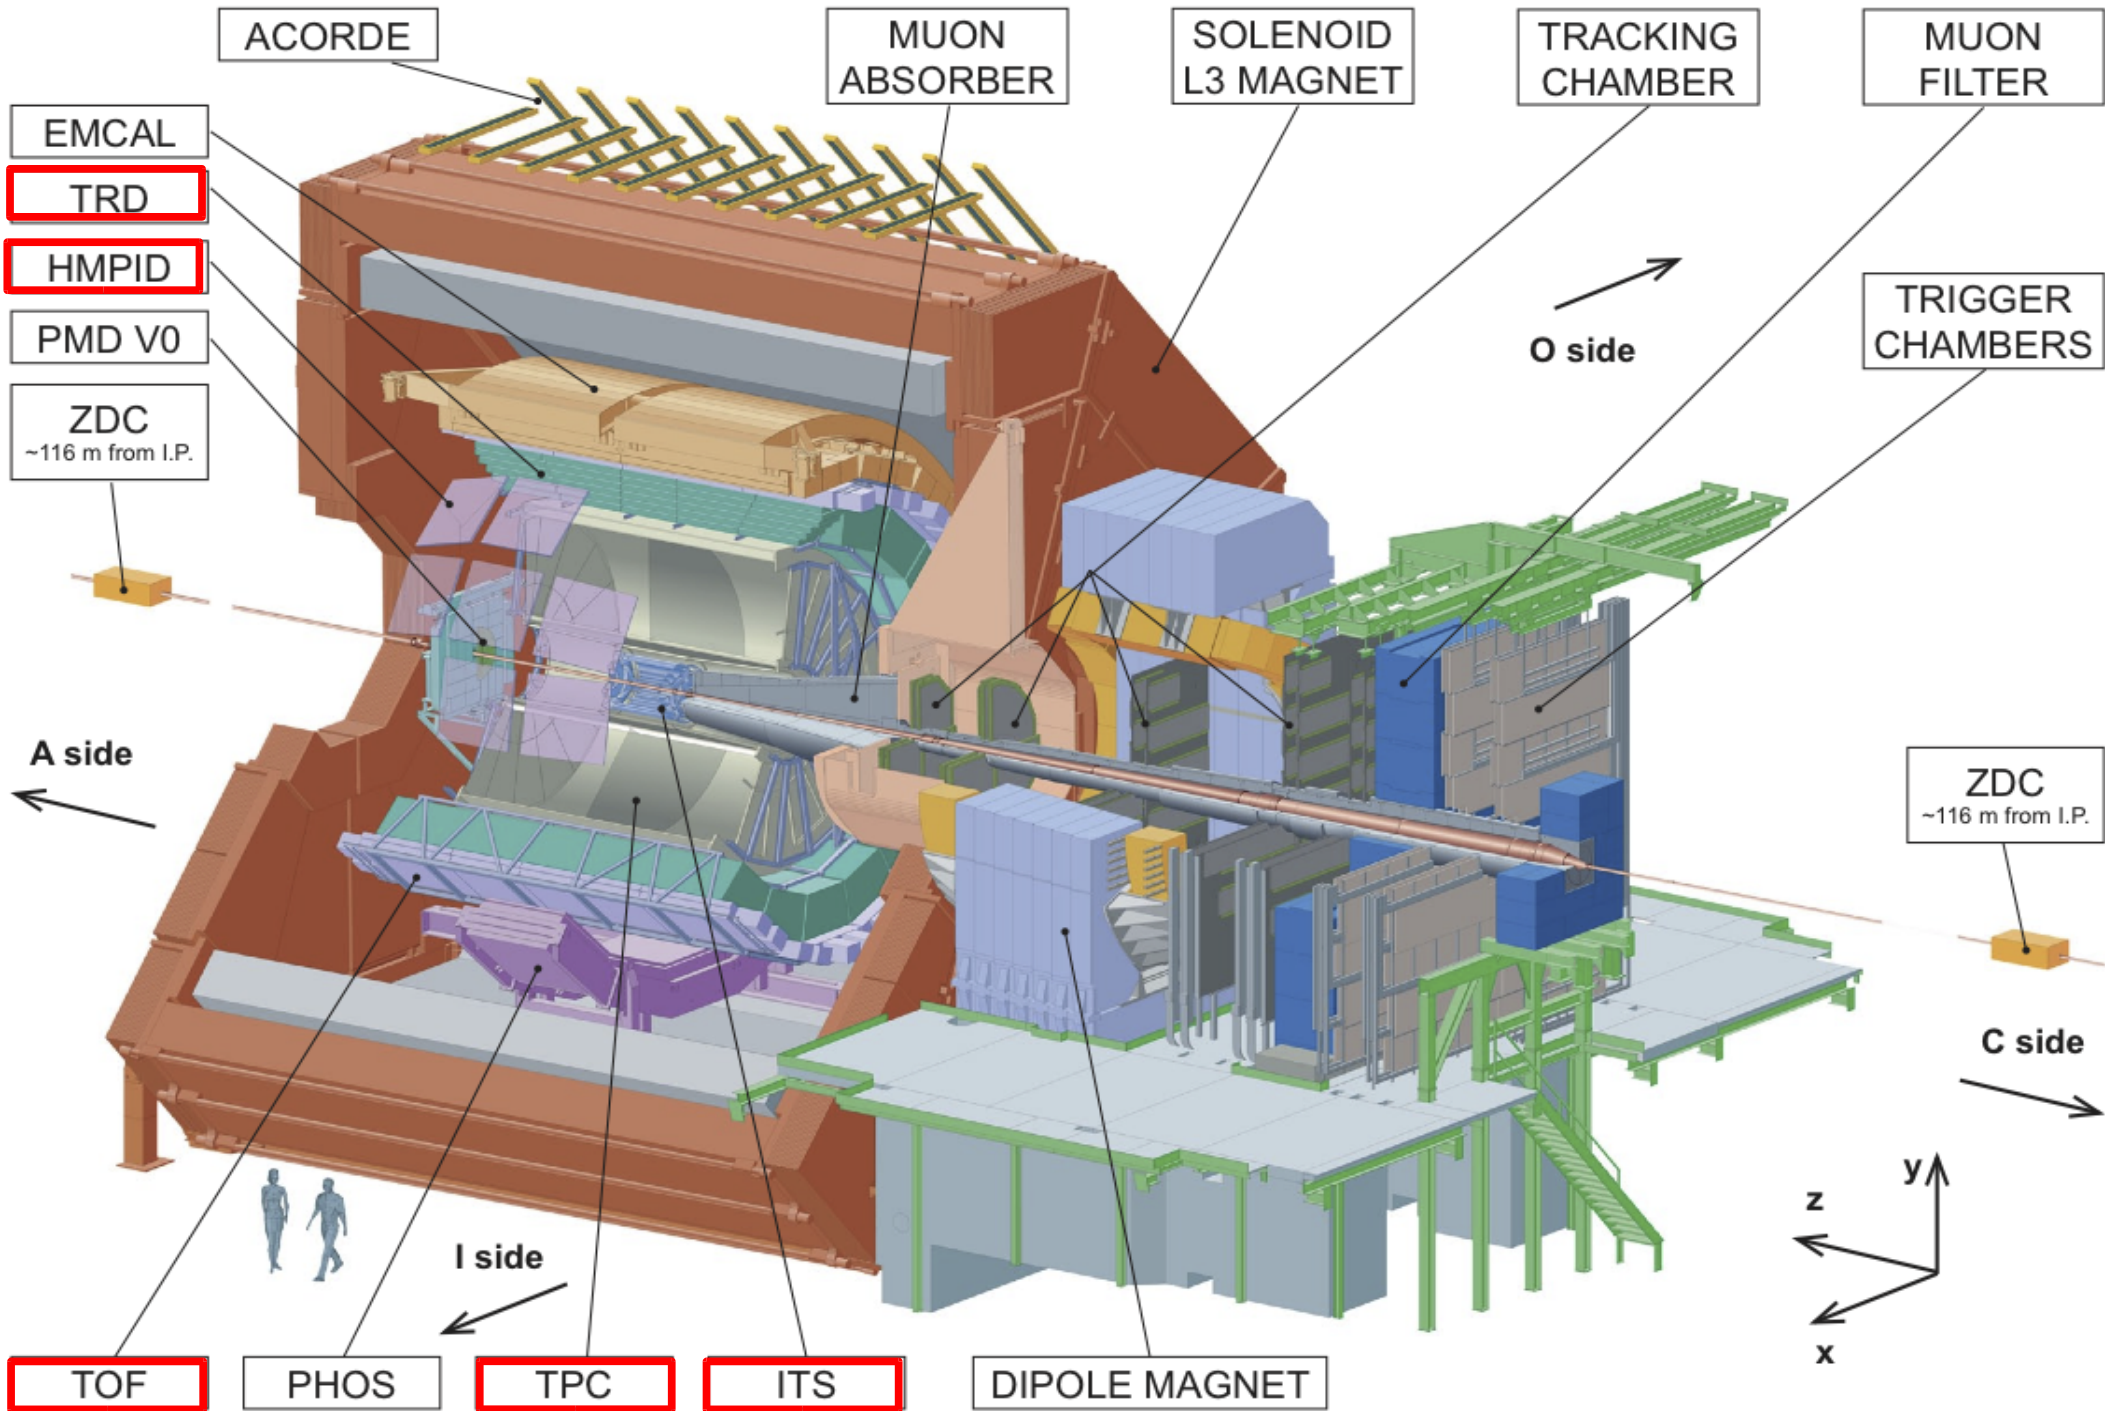 ACORDE
MUON
ABSORBER
SOLENOID
L3 MAGNET
TRACKING
CHAMBER
MUON
FILTER
EMCAL
TRD
HMPID
PMD V0
ZDC
~116 m from I.P.
O side
TRIGGER
CHAMBERS
A side
ZDC
~116 m from I.P.
C side
I side
y
z
x
TOF
PHOS
TPC
ITS
DIPOLE MAGNET